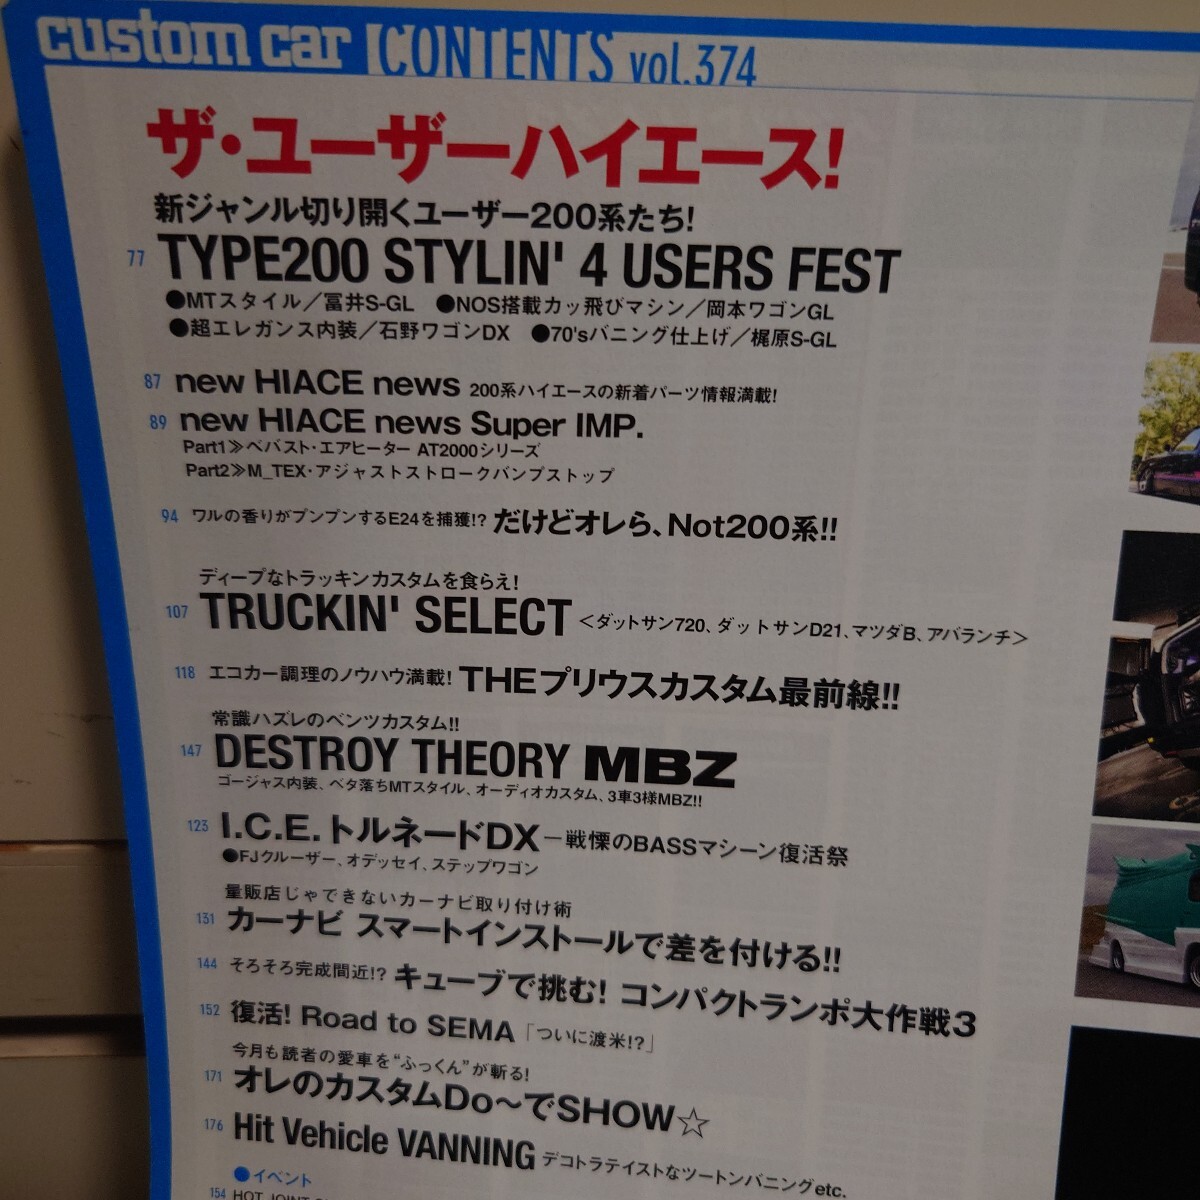 custom car CONTENTS vol.374
ザ・ユーザーハイエース!
新ジャンル切り開くユーザー200系たち!
77 TYPE200 STYLIN' 4 USERS FEST
●MTスタイル／冨井S-GL ●NOS搭載カッ飛びマシン／岡本ワゴンGL
●超エレガンス内装／石野ワゴンDX ●70'sバニング仕上げ／梶原S-GL
87 new HIACE news 200系ハイエースの新着パーツ情報満載!
89 new HIACE news Super IMP.
Part1≫ベバスト・エアヒーター AT2000シリーズ
Part2≫M_TEX・アジャストストロークバンプストップ
94 ワルの香りがプンプンするE24を捕獲!? だけどオレら、Not200系!!
ディープなトラッキンカスタムを食らえ!
107 TRUCKIN' SELECT ＜ダットサン720、ダットサンD21、マツダB、アバランチ＞
118 エコカー調理のノウハウ満載! THEプリウスカスタム最前線!!
常識ハズレのベンツカスタム!!
147 DESTROY THEORY MBZ
ゴージャス内装、ベタ落ちMTスタイル、オーディオカスタム、3車3様MBZ!!
123 I.C.E.トルネードDX ー戦慄のBASSマシーン復活祭
●FJクルーザー、オデッセイ、ステップワゴン
量販店じゃできないカーナビ取り付け術
131 カーナビ スマートインストールで差を付ける!!
144 そろそろ完成間近!? キューブで挑む! コンパクトランポ大作戦3
152 復活! Road to SEMA「ついに渡米!?」
今月も読者の愛車を“ふっくん”が斬る!
171 オレのカスタムDo～でSHOW☆
176 Hit Vehicle VANNING デコトラテイストなツートンバニングetc.
●イベント
154 HOT JOINT